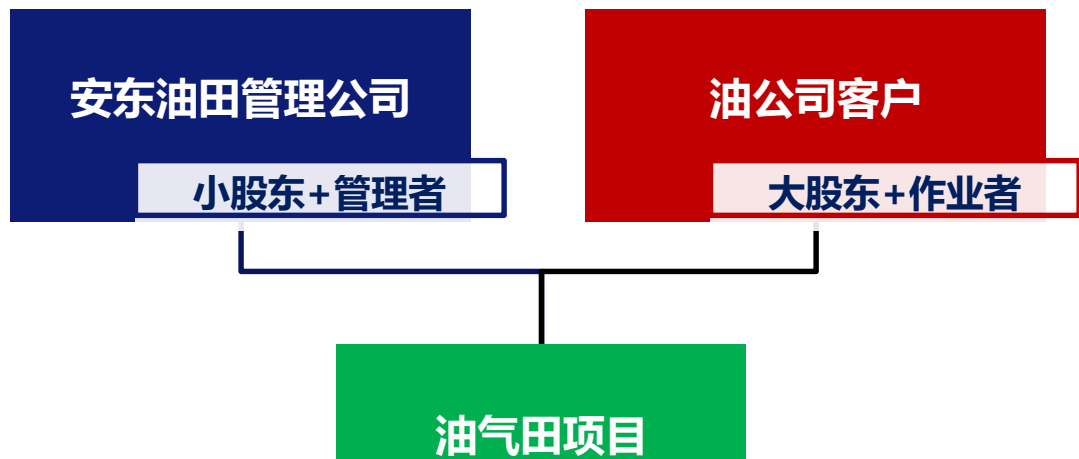 安东油田管理公司
小股东+管理者
油公司客户
大股东+作业者
油气田项目